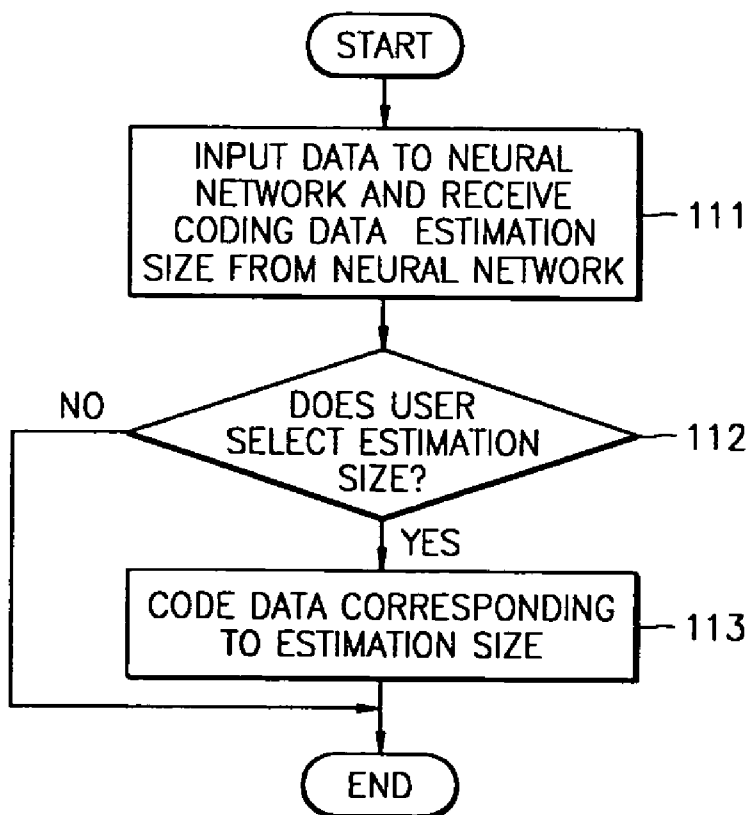 START
INPUT DATA TO NEURAL
NETWORK AND RECEIVE
CODING DATA ESTIMATION
SIZE FROM NEURAL NETWORK
111
NO
DOES USER
SELECT ESTIMATION
SIZE?
112
YES
CODE DATA CORRESPONDING
TO ESTIMATION SIZE
113
END